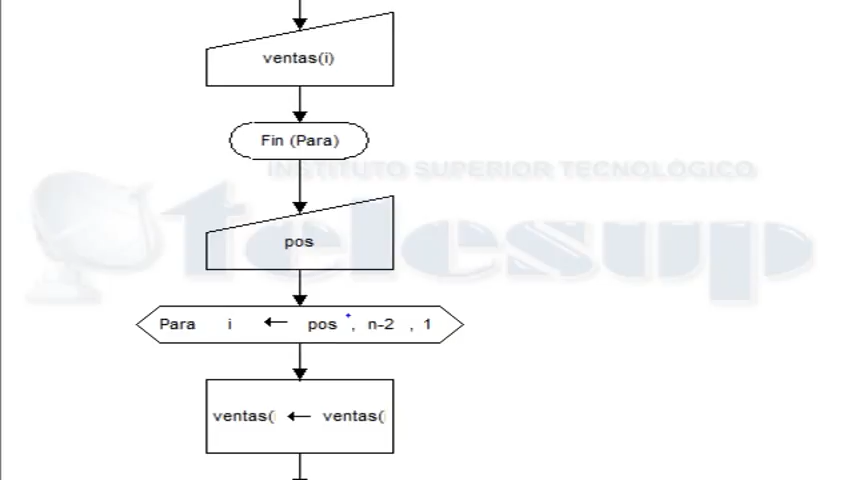 ventas(i)
Fin (Para)
INSTITUTO SUPERIOR TECNOLÓGICO
telesup
pos
Para i ← pos , n-2 , 1
ventas( ← ventas(